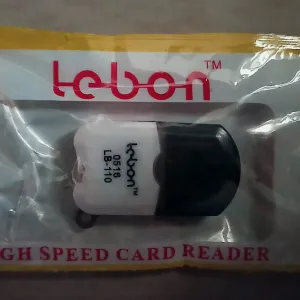 Lebon™
Lebon™
0516
LB-110
GH SPEED CARD READER